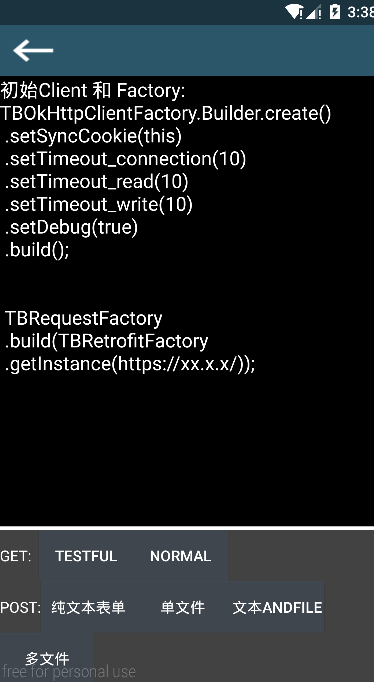 3:38
初始Client 和 Factory:
TBOkHttpClientFactory.Builder.create()
.setSyncCookie(this)
.setTimeout_connection(10)
.setTimeout_read(10)
.setTimeout_write(10)
.setDebug(true)
.build();
TBRequestFactory
.build(TBRetrofitFactory
.getInstance(https://xx.x.x/));
GET: TESTFUL NORMAL
POST: 纯文本表单 单文件 文本ANDFILE
多文件
free for personal use